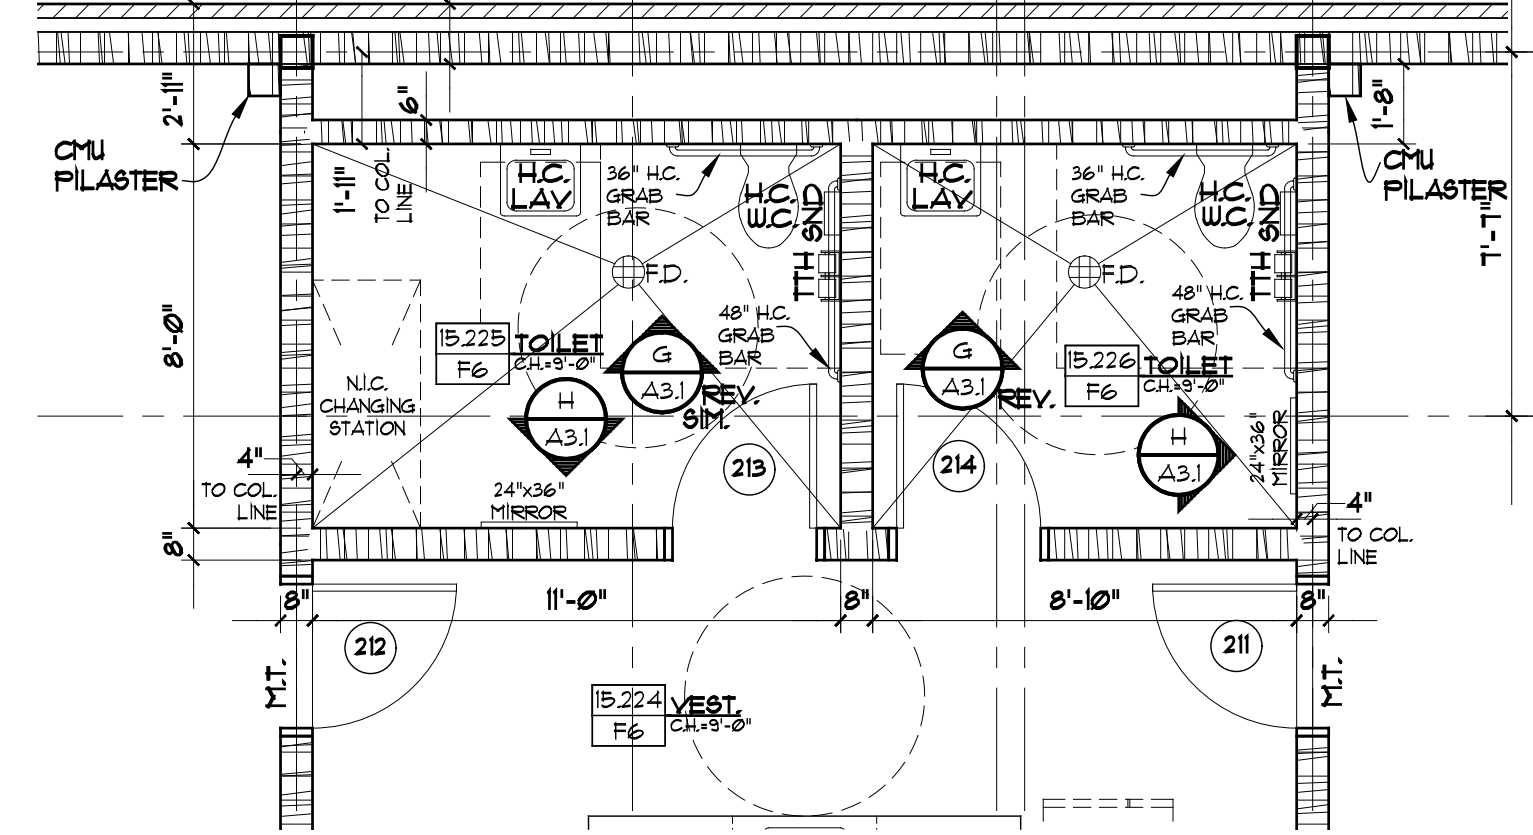 2'-11"
6"
1'-8"
CMU
PILASTER
1'-11"
TO COL.
LINE
H.C.
LAV
36" H.C.
GRAB
BAR
H.C.
W.C.
SND
TTH
H.C.
LAV
36" H.C.
GRAB
BAR
H.C.
W.C.
SND
TTH
CMU
PILASTER
7'-7"
F.D.
F.D.
8'-0"
48" H.C.
GRAB
BAR
48" H.C.
GRAB
BAR
15.225
F6
TOILET
C.H.=9'-0"
G
A3.1
REV.
SIM.
G
A3.1
REV.
15.226
F6
TOILET
C.H.=9'-0"
N.I.C.
CHANGING
STATION
H
A3.1
H
A3.1
24"x36"
MIRROR
4"
TO COL.
LINE
213
214
24"x36"
MIRROR
4"
TO COL.
LINE
8"
8"
11'-0"
8"
8'-10"
8"
212
211
M.T.
M.T.
15.224
F6
VEST.
C.H.=9'-0"